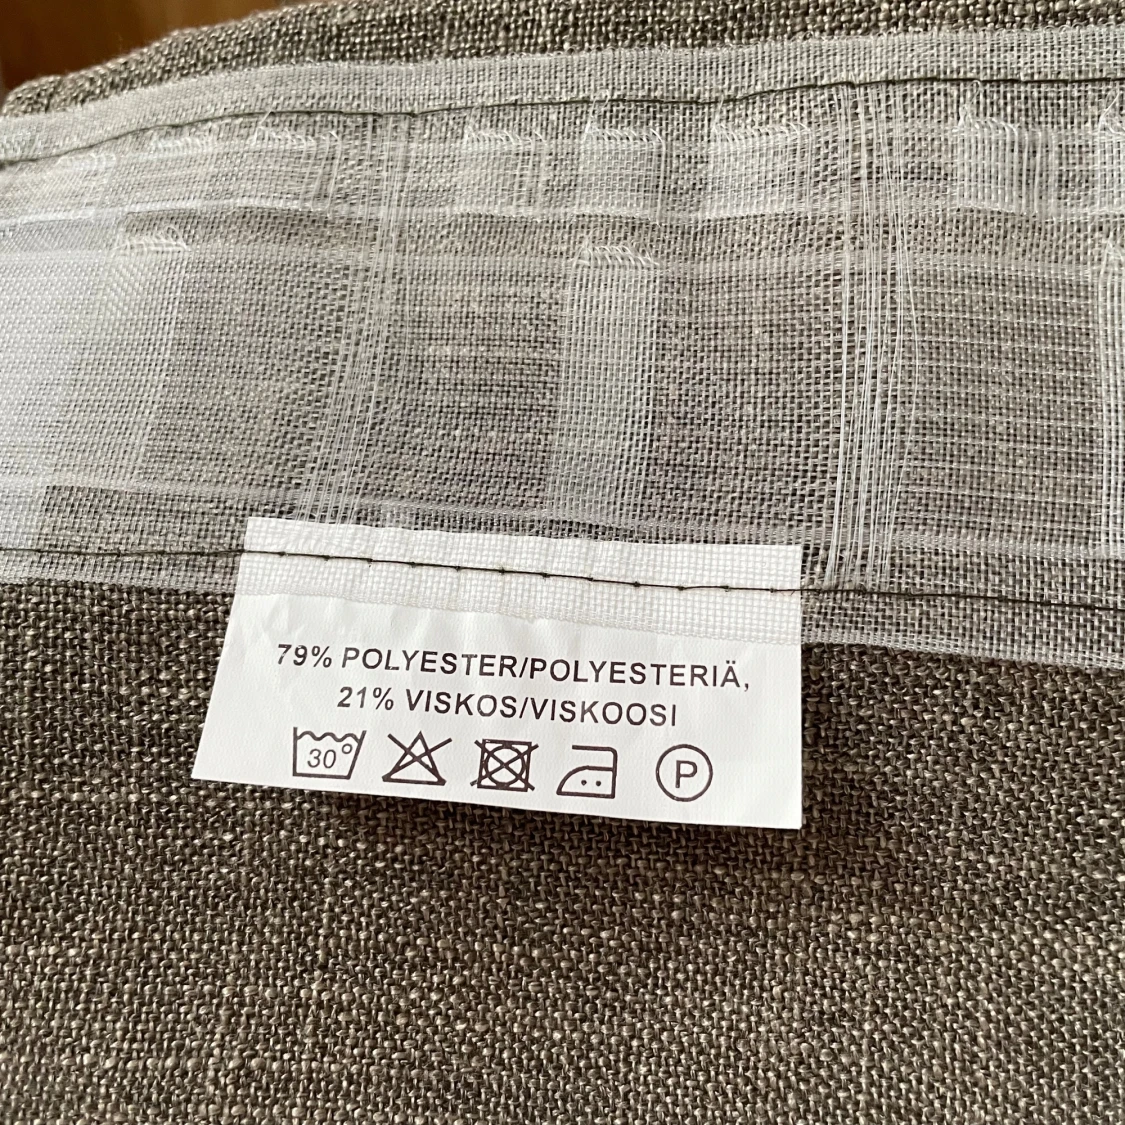 79% POLYESTER/POLYESTERIÄ,
21% VISKOS/VISKOOSI
30° P